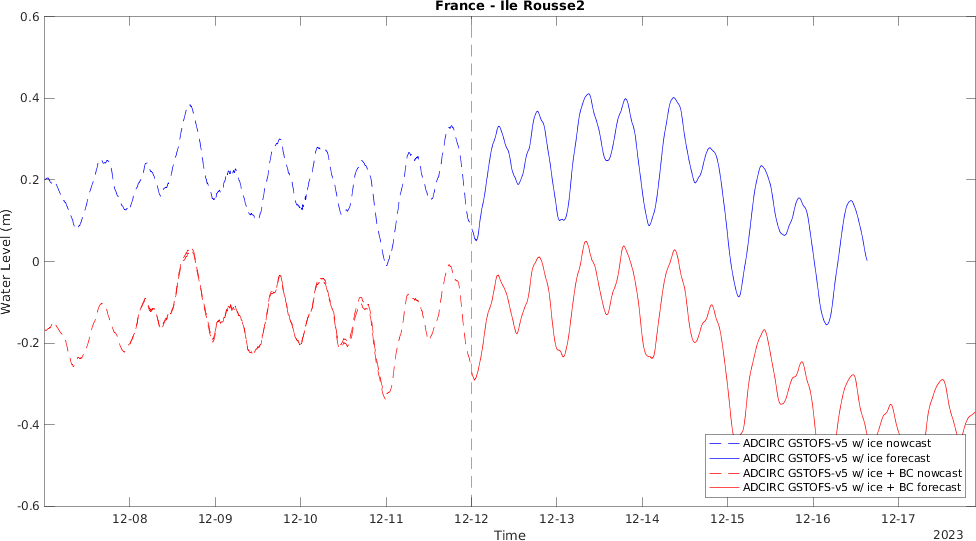 France - Ile Rousse2
Water Level (m)
0.6
0.4
0.2
0
-0.2
-0.4
-0.6
ADCIRC GSTOFS-v5 w/ ice nowcast
ADCIRC GSTOFS-v5 w/ ice forecast
ADCIRC GSTOFS-v5 w/ ice + BC nowcast
ADCIRC GSTOFS-v5 w/ ice + BC forecast
12-08 12-09 12-10 12-11 12-12 12-13 12-14 12-15 12-16 12-17
Time
2023